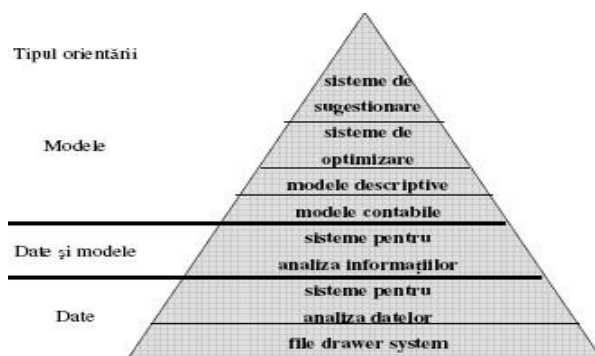 Tipul orientării
sisteme de
sugestionare
Modele
sisteme de
optimizare
modele descriptive
modele contabile
Date şi modele
sisteme pentru
analiza informaţiilor
Date
sisteme pentru
analiza datelor
file drawer system